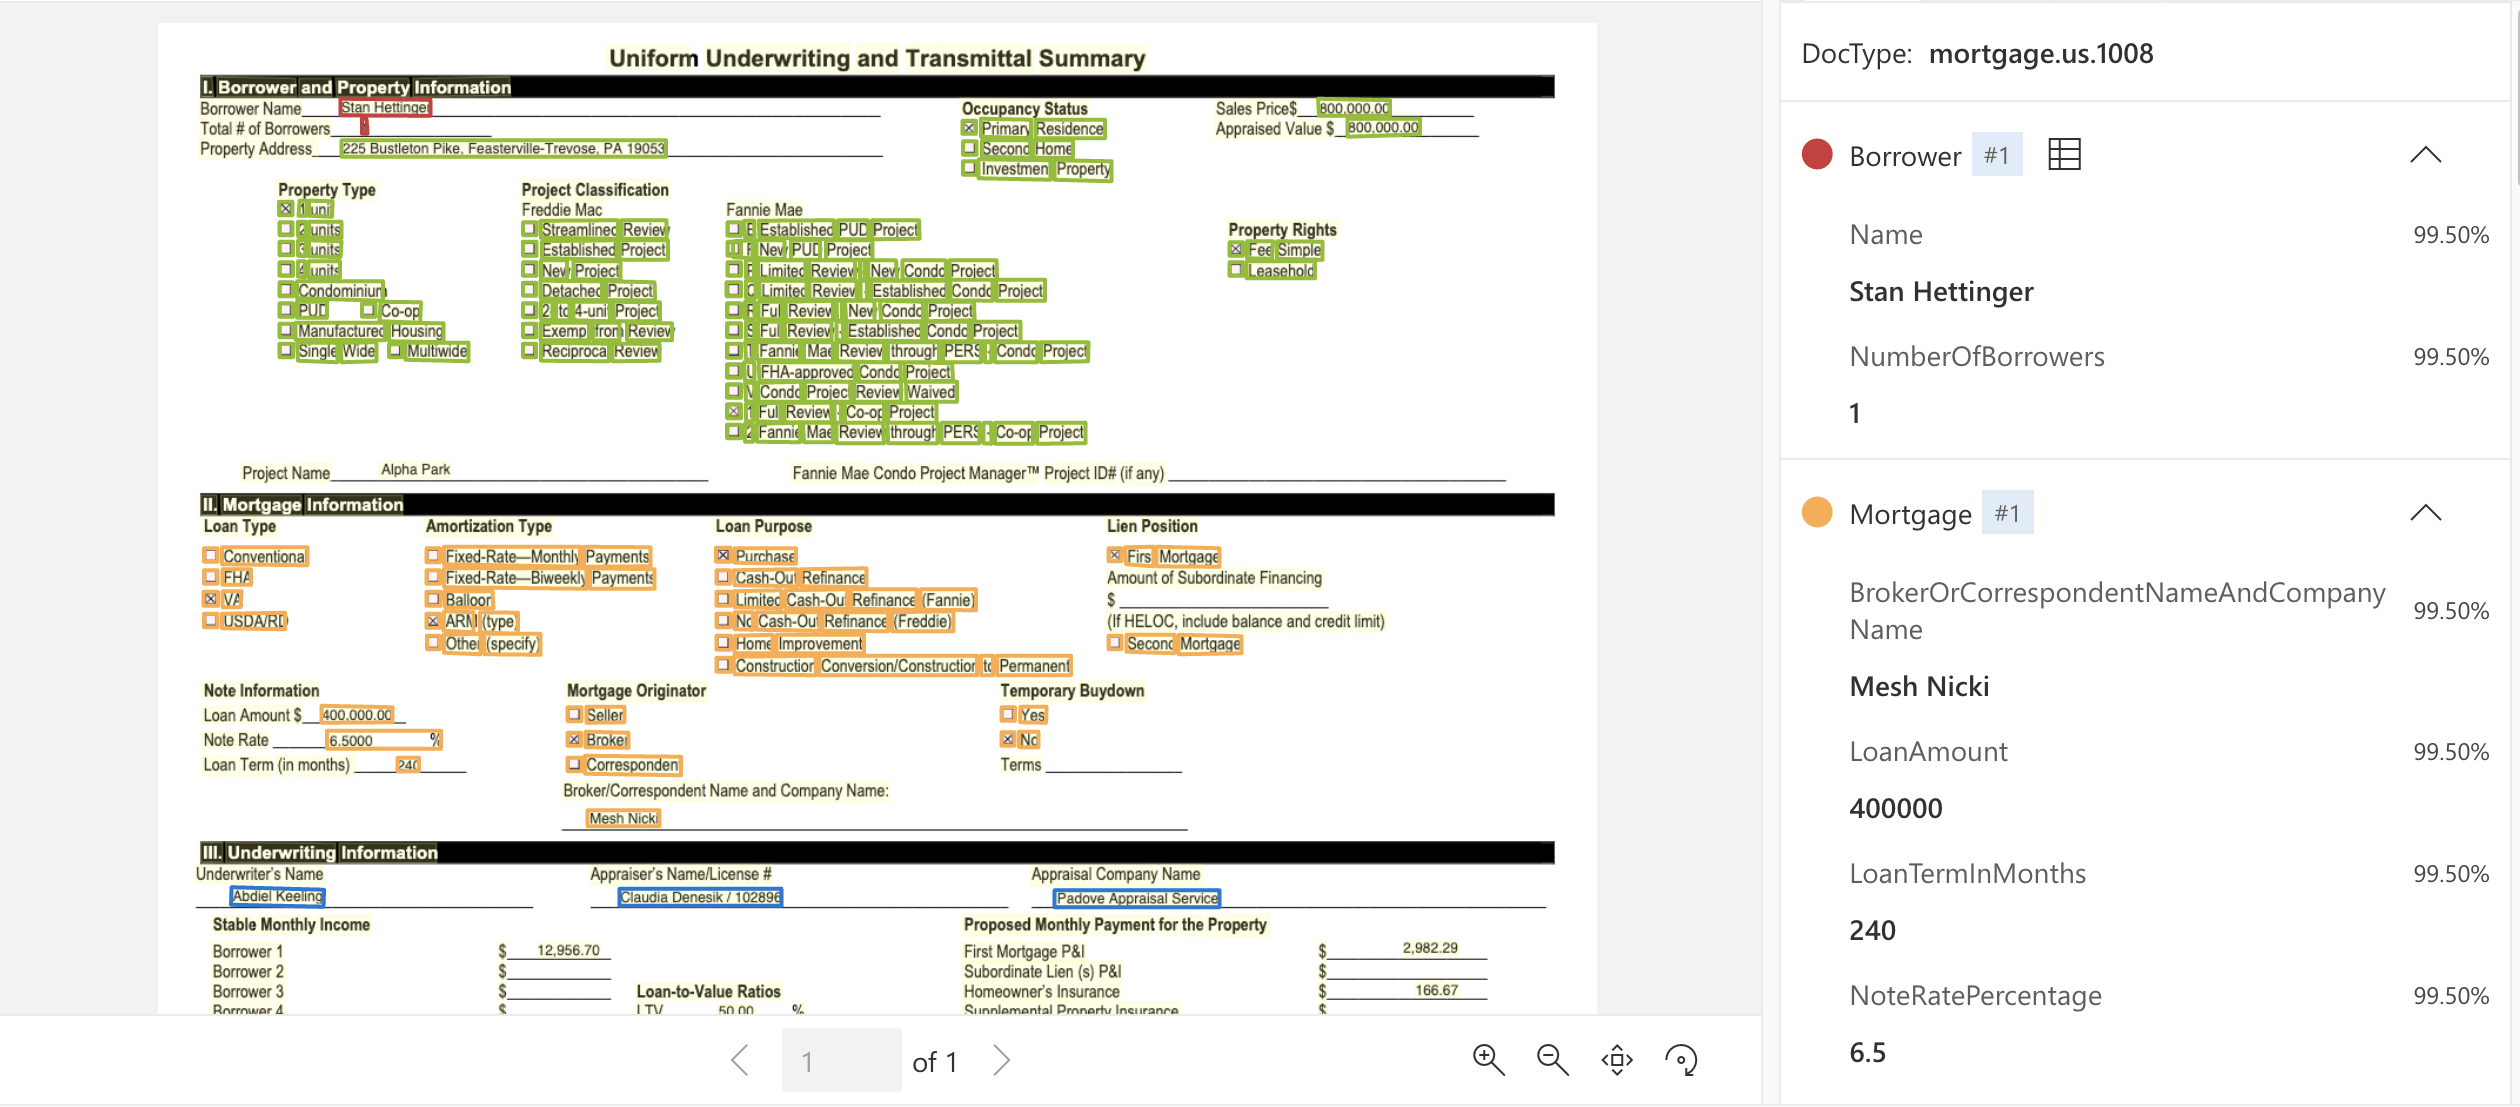 Uniform Underwriting and Transmittal Summary
I. Borrower and Property Information
Borrower Name Stan Hettinger
Total # of Borrowers
Property Address 225 Bustleton Pike, Feasterville-Trevose, PA 19053
Occupancy Status
Primary Residence
Second Home
Investmen Property
Sales Price$ 800,000.00
Appraised Value $ 800,000.00
Property Type
1 unit
2 units
3 units
4 units
Condominium
PUD Co-op
Manufactured Housing
Single Wide Multiwide
Project Classification
Freddie Mac
Streamlined Review
Established Project
New Project
Detached Project
2- to 4-unit Project
Exempt from Review
Reciprocal Review
Fannie Mae
E Established PUD Project
F New PUD Project
P Limited Review - New Condo Project
Q Limited Review - Established Condo Project
R Full Review - New Condo Project
S Full Review - Established Condo Project
T Fannie Mae Review through PERS - Condo Project
U FHA-approved Condo Project
V Condo Project Review Waived
1 Full Review - Co-op Project
2 Fannie Mae Review through PERS - Co-op Project
Property Rights
Fee Simple
Leasehold
Project Name Alpha Park
Fannie Mae Condo Project Manager™ Project ID# (if any)
II. Mortgage Information
Loan Type
Conventional
FHA
VA
USDA/RD
Amortization Type
Fixed-Rate—Monthly Payments
Fixed-Rate—Biweekly Payments
Balloon
ARM (type)
Other (specify)
Loan Purpose
Purchase
Cash-Out Refinance
Limited Cash-Out Refinance (Fannie)
No Cash-Out Refinance (Freddie)
Home Improvement
Construction Conversion/Construction to Permanent
Lien Position
First Mortgage
Amount of Subordinate Financing
$
(If HELOC, include balance and credit limit)
Second Mortgage
Note Information
Loan Amount $ 400,000.00
Note Rate 6.5000 %
Loan Term (in months) 240
Mortgage Originator
Seller
Broker
Correspondent
Broker/Correspondent Name and Company Name:
Mesh Nicki
Temporary Buydown
Yes
No
Terms
III. Underwriting Information
Underwriter's Name
Abdiel Keeling
Appraiser's Name/License #
Claudia Denesik / 102896
Appraisal Company Name
Padove Appraisal Service
Stable Monthly Income
Borrower 1 $ 12,956.70
Borrower 2 $
Borrower 3 $
Borrower 4 $
Loan-to-Value Ratios
LTV 50.00 %
Proposed Monthly Payment for the Property
First Mortgage P&I $ 2,982.29
Subordinate Lien (s) P&I $
Homeowner's Insurance $ 166.67
Supplemental Property Insurance $
1 of 1
DocType: mortgage.us.1008
Borrower #1
Name 99.50%
Stan Hettinger
NumberOfBorrowers 99.50%
1
Mortgage #1
BrokerOrCorrespondentNameAndCompany
Name 99.50%
Mesh Nicki
LoanAmount 99.50%
400000
LoanTermInMonths 99.50%
240
NoteRatePercentage 99.50%
6.5